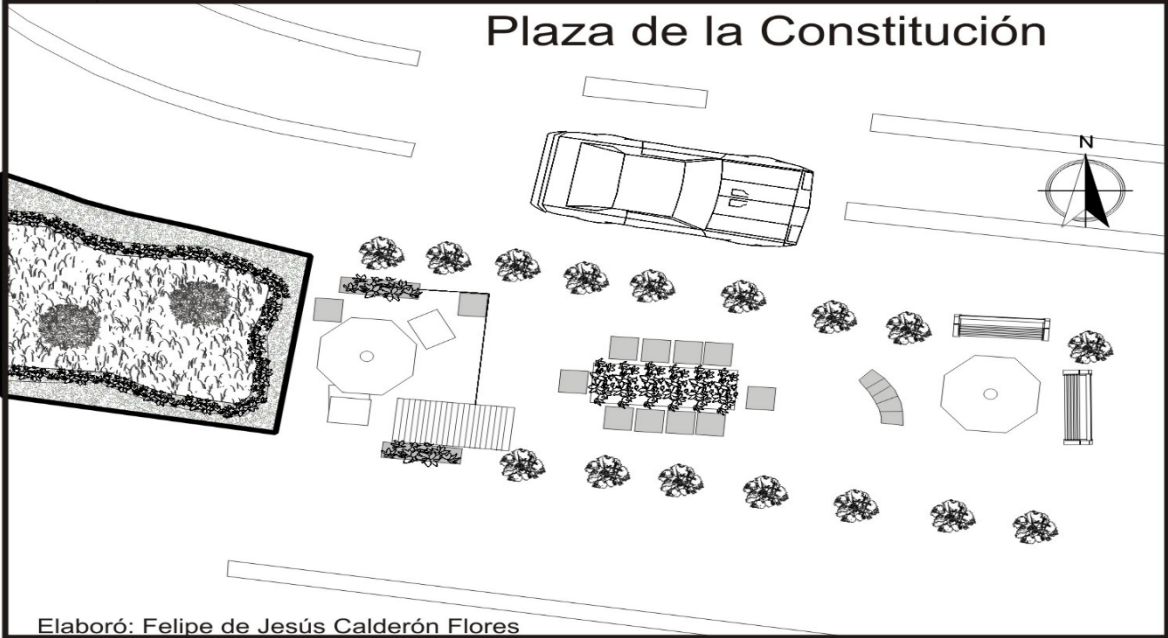 Plaza de la Constitución
N
Elaboró: Felipe de Jesús Calderón Flores